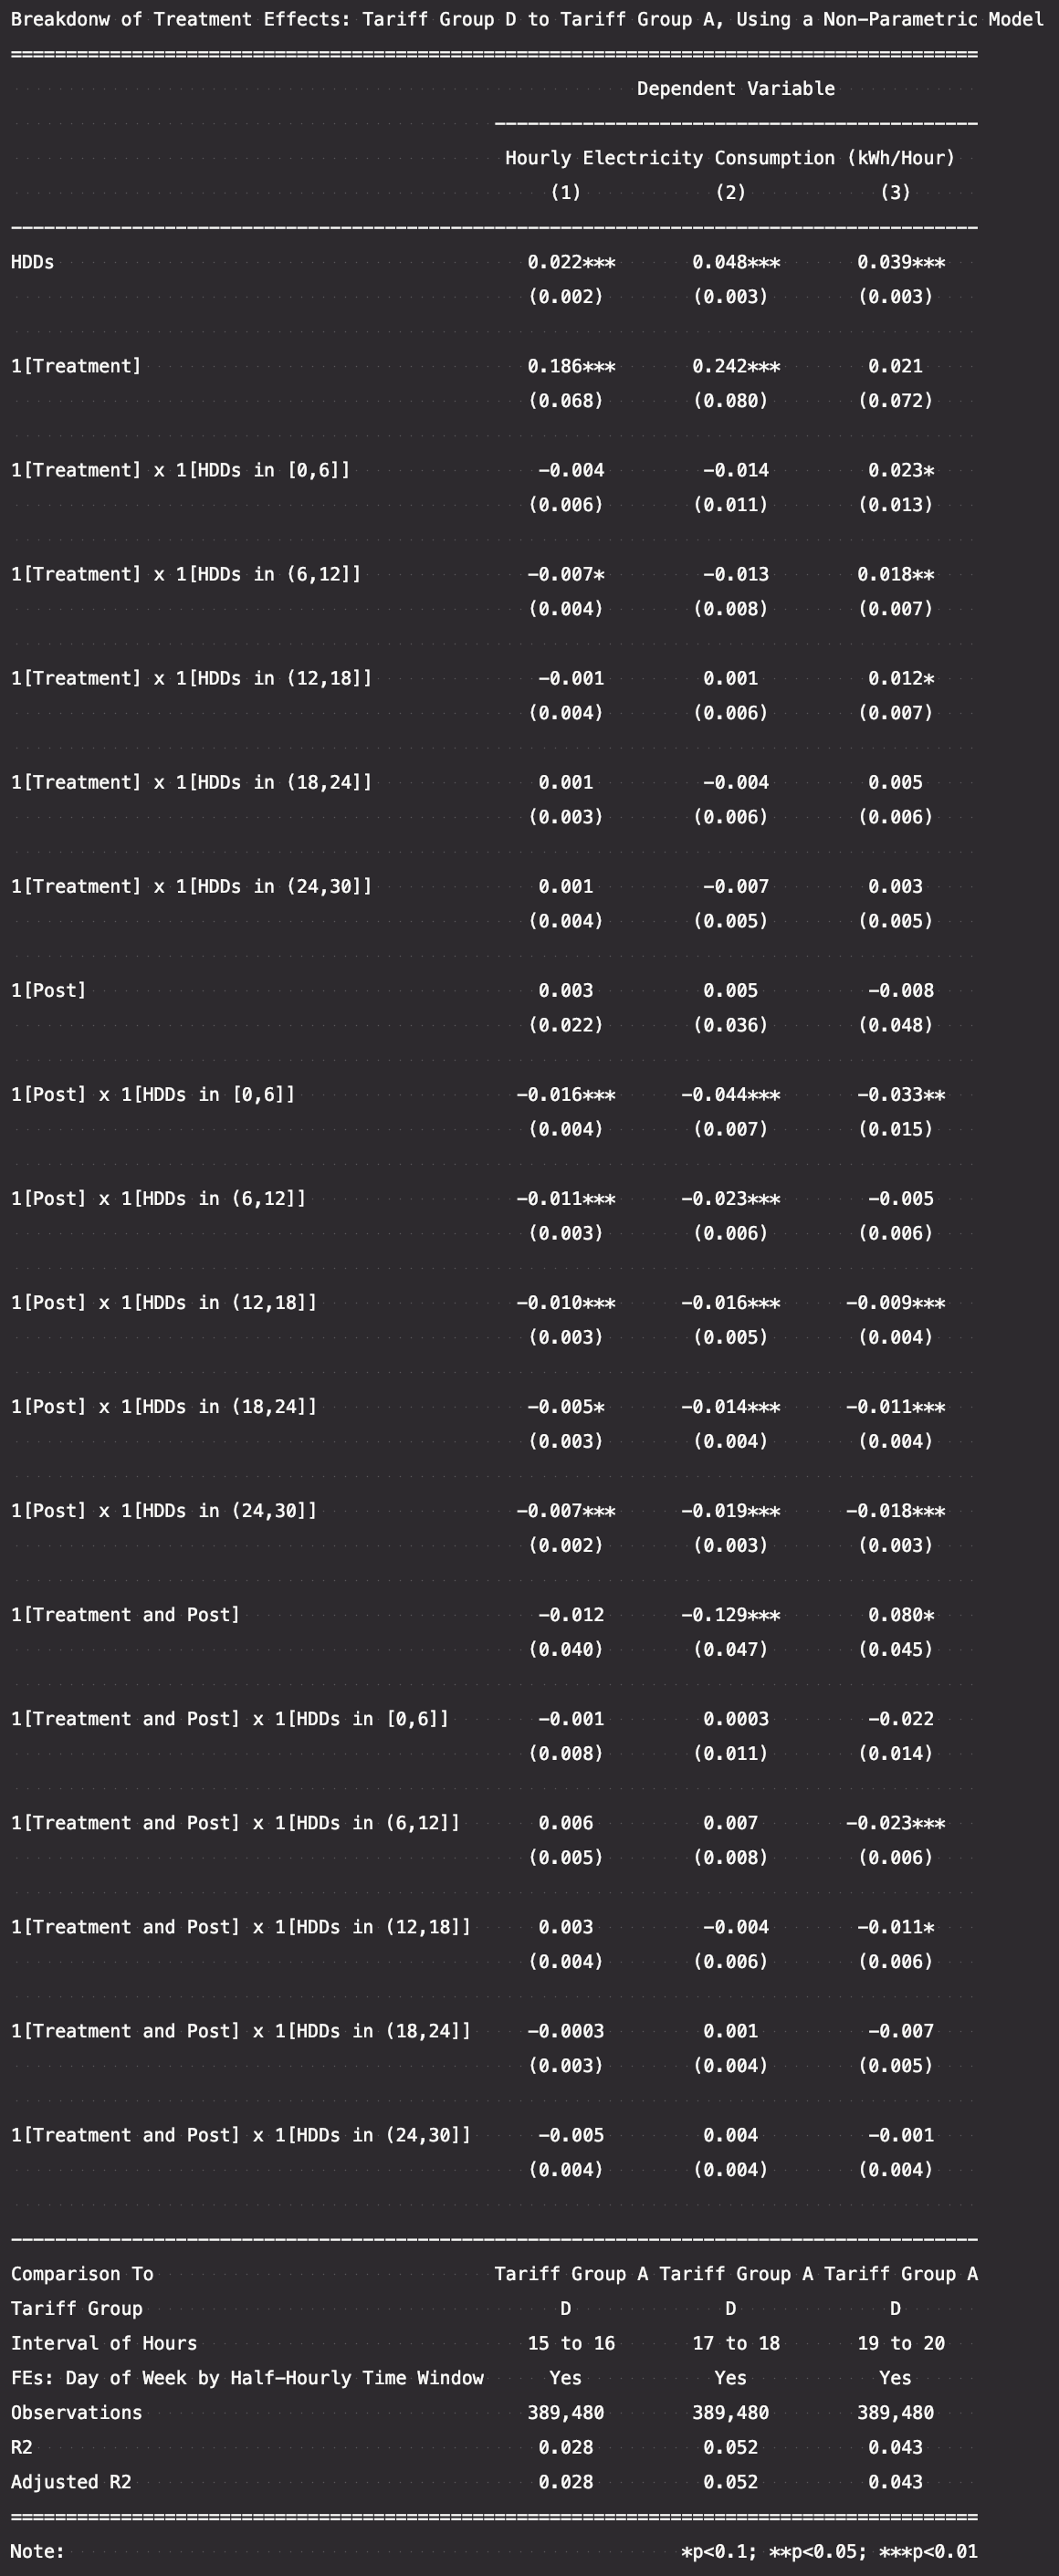 Breakdonw of Treatment Effects: Tariff Group D to Tariff Group A, Using a Non-Parametric Model
========================================================================================
Dependent Variable
--------------------------------------------
Hourly Electricity Consumption (kWh/Hour)
(1) (2) (3)
----------------------------------------------------------------------------------------
HDDs 0.022*** 0.048*** 0.039***
(0.002) (0.003) (0.003)
1[Treatment] 0.186*** 0.242*** 0.021
(0.068) (0.080) (0.072)
1[Treatment] x 1[HDDs in [0,6]] -0.004 -0.014 0.023*
(0.006) (0.011) (0.013)
1[Treatment] x 1[HDDs in (6,12]] -0.007* -0.013 0.018**
(0.004) (0.008) (0.007)
1[Treatment] x 1[HDDs in (12,18]] -0.001 0.001 0.012*
(0.004) (0.006) (0.007)
1[Treatment] x 1[HDDs in (18,24]] 0.001 -0.004 0.005
(0.003) (0.006) (0.006)
1[Treatment] x 1[HDDs in (24,30]] 0.001 -0.007 0.003
(0.004) (0.005) (0.005)
1[Post] 0.003 0.005 -0.008
(0.022) (0.036) (0.048)
1[Post] x 1[HDDs in [0,6]] -0.016*** -0.044*** -0.033**
(0.004) (0.007) (0.015)
1[Post] x 1[HDDs in (6,12]] -0.011*** -0.023*** -0.005
(0.003) (0.006) (0.006)
1[Post] x 1[HDDs in (12,18]] -0.010*** -0.016*** -0.009***
(0.003) (0.005) (0.004)
1[Post] x 1[HDDs in (18,24]] -0.005* -0.014*** -0.011***
(0.003) (0.004) (0.004)
1[Post] x 1[HDDs in (24,30]] -0.007*** -0.019*** -0.018***
(0.002) (0.003) (0.003)
1[Treatment and Post] -0.012 -0.129*** 0.080*
(0.040) (0.047) (0.045)
1[Treatment and Post] x 1[HDDs in [0,6]] -0.001 0.0003 -0.022
(0.008) (0.011) (0.014)
1[Treatment and Post] x 1[HDDs in (6,12]] 0.006 0.007 -0.023***
(0.005) (0.008) (0.006)
1[Treatment and Post] x 1[HDDs in (12,18]] 0.003 -0.004 -0.011*
(0.004) (0.006) (0.006)
1[Treatment and Post] x 1[HDDs in (18,24]] -0.0003 0.001 -0.007
(0.003) (0.004) (0.005)
1[Treatment and Post] x 1[HDDs in (24,30]] -0.005 0.004 -0.001
(0.004) (0.004) (0.004)
----------------------------------------------------------------------------------------
Comparison To Tariff Group A Tariff Group A Tariff Group A
Tariff Group D D D
Interval of Hours 15 to 16 17 to 18 19 to 20
FEs: Day of Week by Half-Hourly Time Window Yes Yes Yes
Observations 389,480 389,480 389,480
R2 0.028 0.052 0.043
Adjusted R2 0.028 0.052 0.043
========================================================================================
Note: *p<0.1; **p<0.05; ***p<0.01